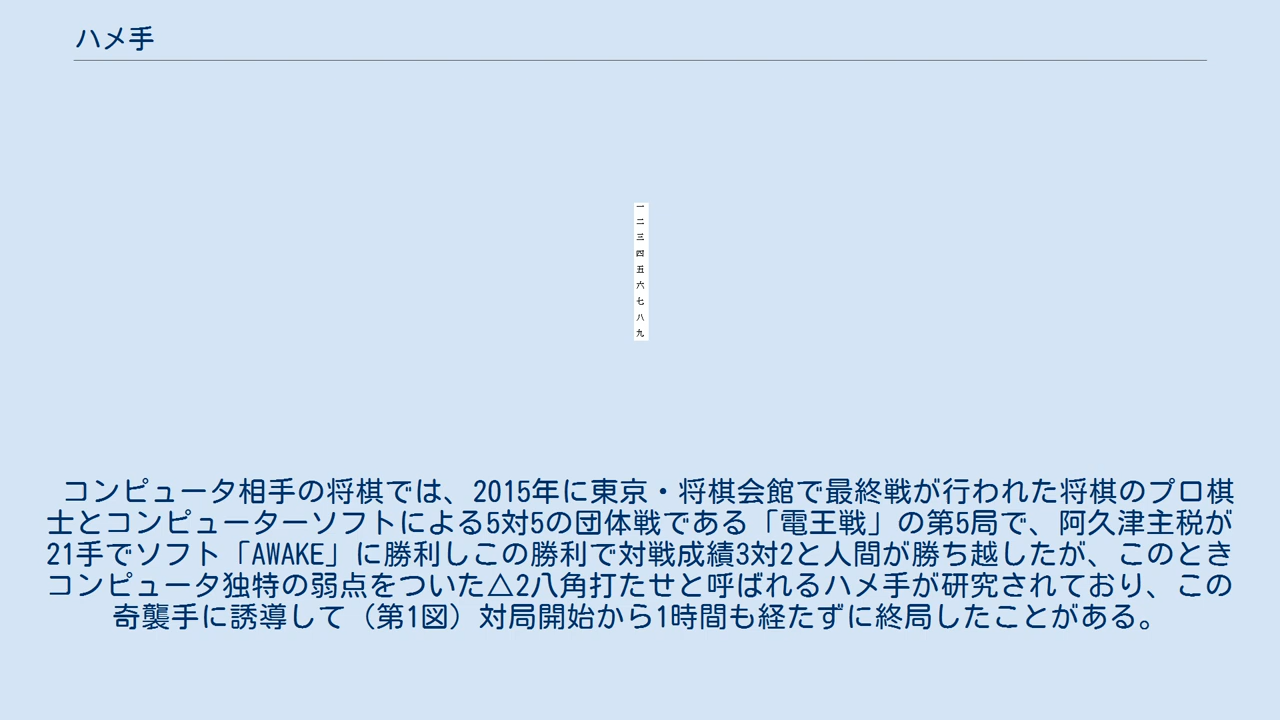 ハメ手
一
二
三
四
五
六
七
八
九
コンピュータ相手の将棋では、2015年に東京・将棋会館で最終戦が行われた将棋のプロ棋
士とコンピューターソフトによる5対5の団体戦である「電王戦」の第5局で、阿久津主税が
21手でソフト「AWAKE」に勝利しこの勝利で対戦成績3対2と人間が勝ち越したが、このとき
コンピュータ独特の弱点をついた△2八角打たせと呼ばれるハメ手が研究されており、この
奇襲手に誘導して（第1図）対局開始から1時間も経たずに終局したことがある。